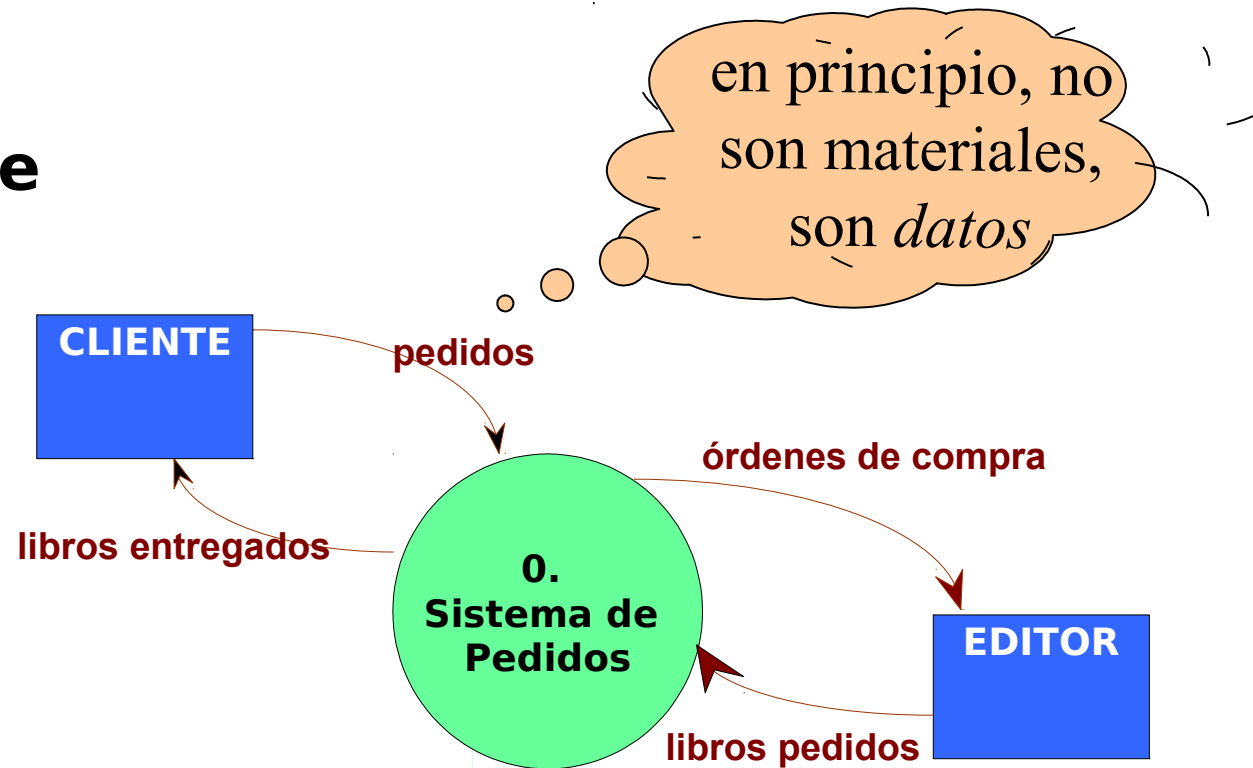 en principio, no
son materiales,
son datos
e
CLIENTE
pedidos
órdenes de compra
libros entregados
0.
Sistema de
Pedidos
EDITOR
libros pedidos